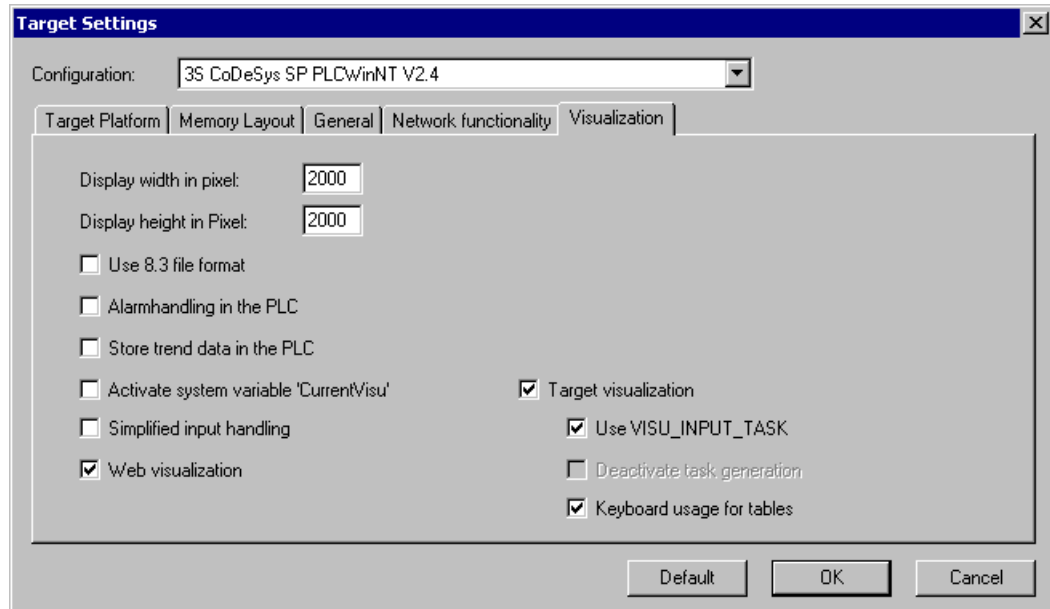 Target Settings
Configuration: 3S CoDeSys SP PLCWinNT V2.4
Target Platform Memory Layout General Network functionality Visualization
Display width in pixel: 2000
Display height in Pixel: 2000
Use 8.3 file format
Alarmhandling in the PLC
Store trend data in the PLC
Activate system variable 'CurrentVisu' Target visualization
Simplified input handling Use VISU_INPUT_TASK
Web visualization Deactivate task generation
Keyboard usage for tables
Default OK Cancel